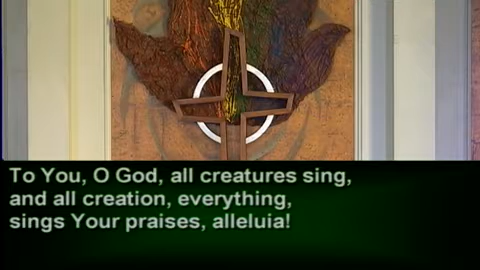 To You, O God, all creatures sing,
and all creation, everything,
sings Your praises, alleluia!